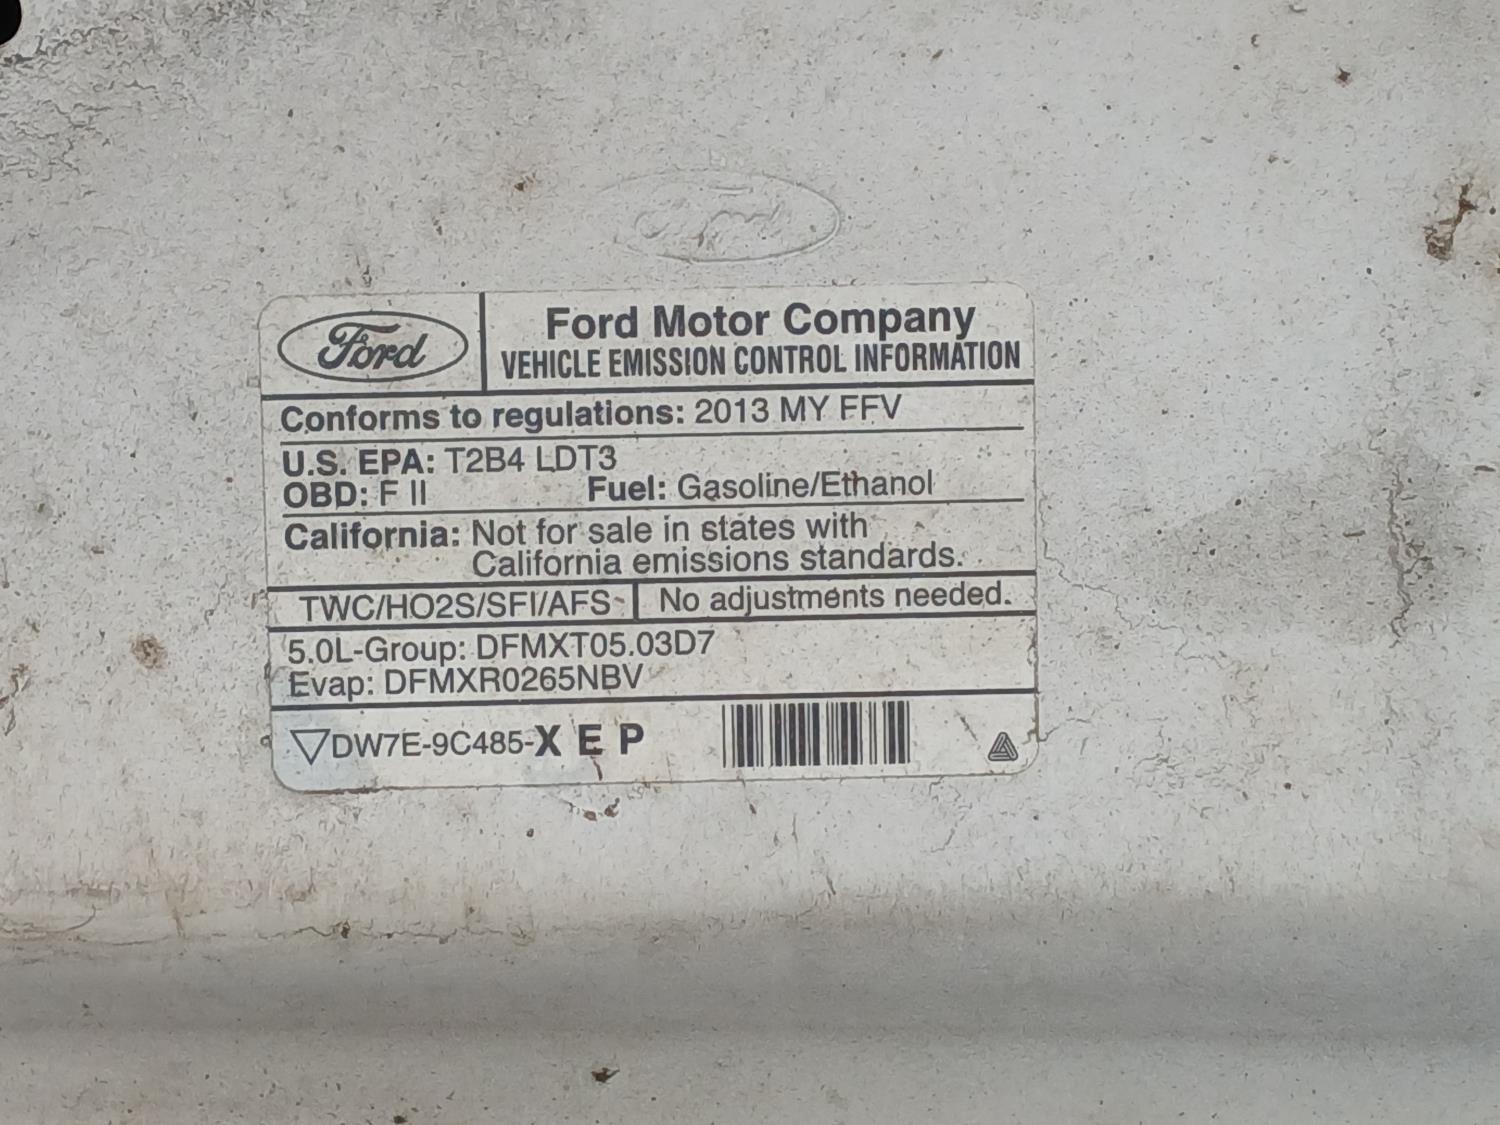 Ford
Ford
Ford Motor Company
VEHICLE EMISSION CONTROL INFORMATION
Conforms to regulations: 2013 MY FFV
U.S. EPA: T2B4 LDT3
OBD: F II Fuel: Gasoline/Ethanol
California: Not for sale in states with
California emissions standards.
TWC/HO2S/SFI/AFS No adjustments needed.
5.0L-Group: DFMXT05.03D7
Evap: DFMXR0265NBV
DW7E-9C485-X E P